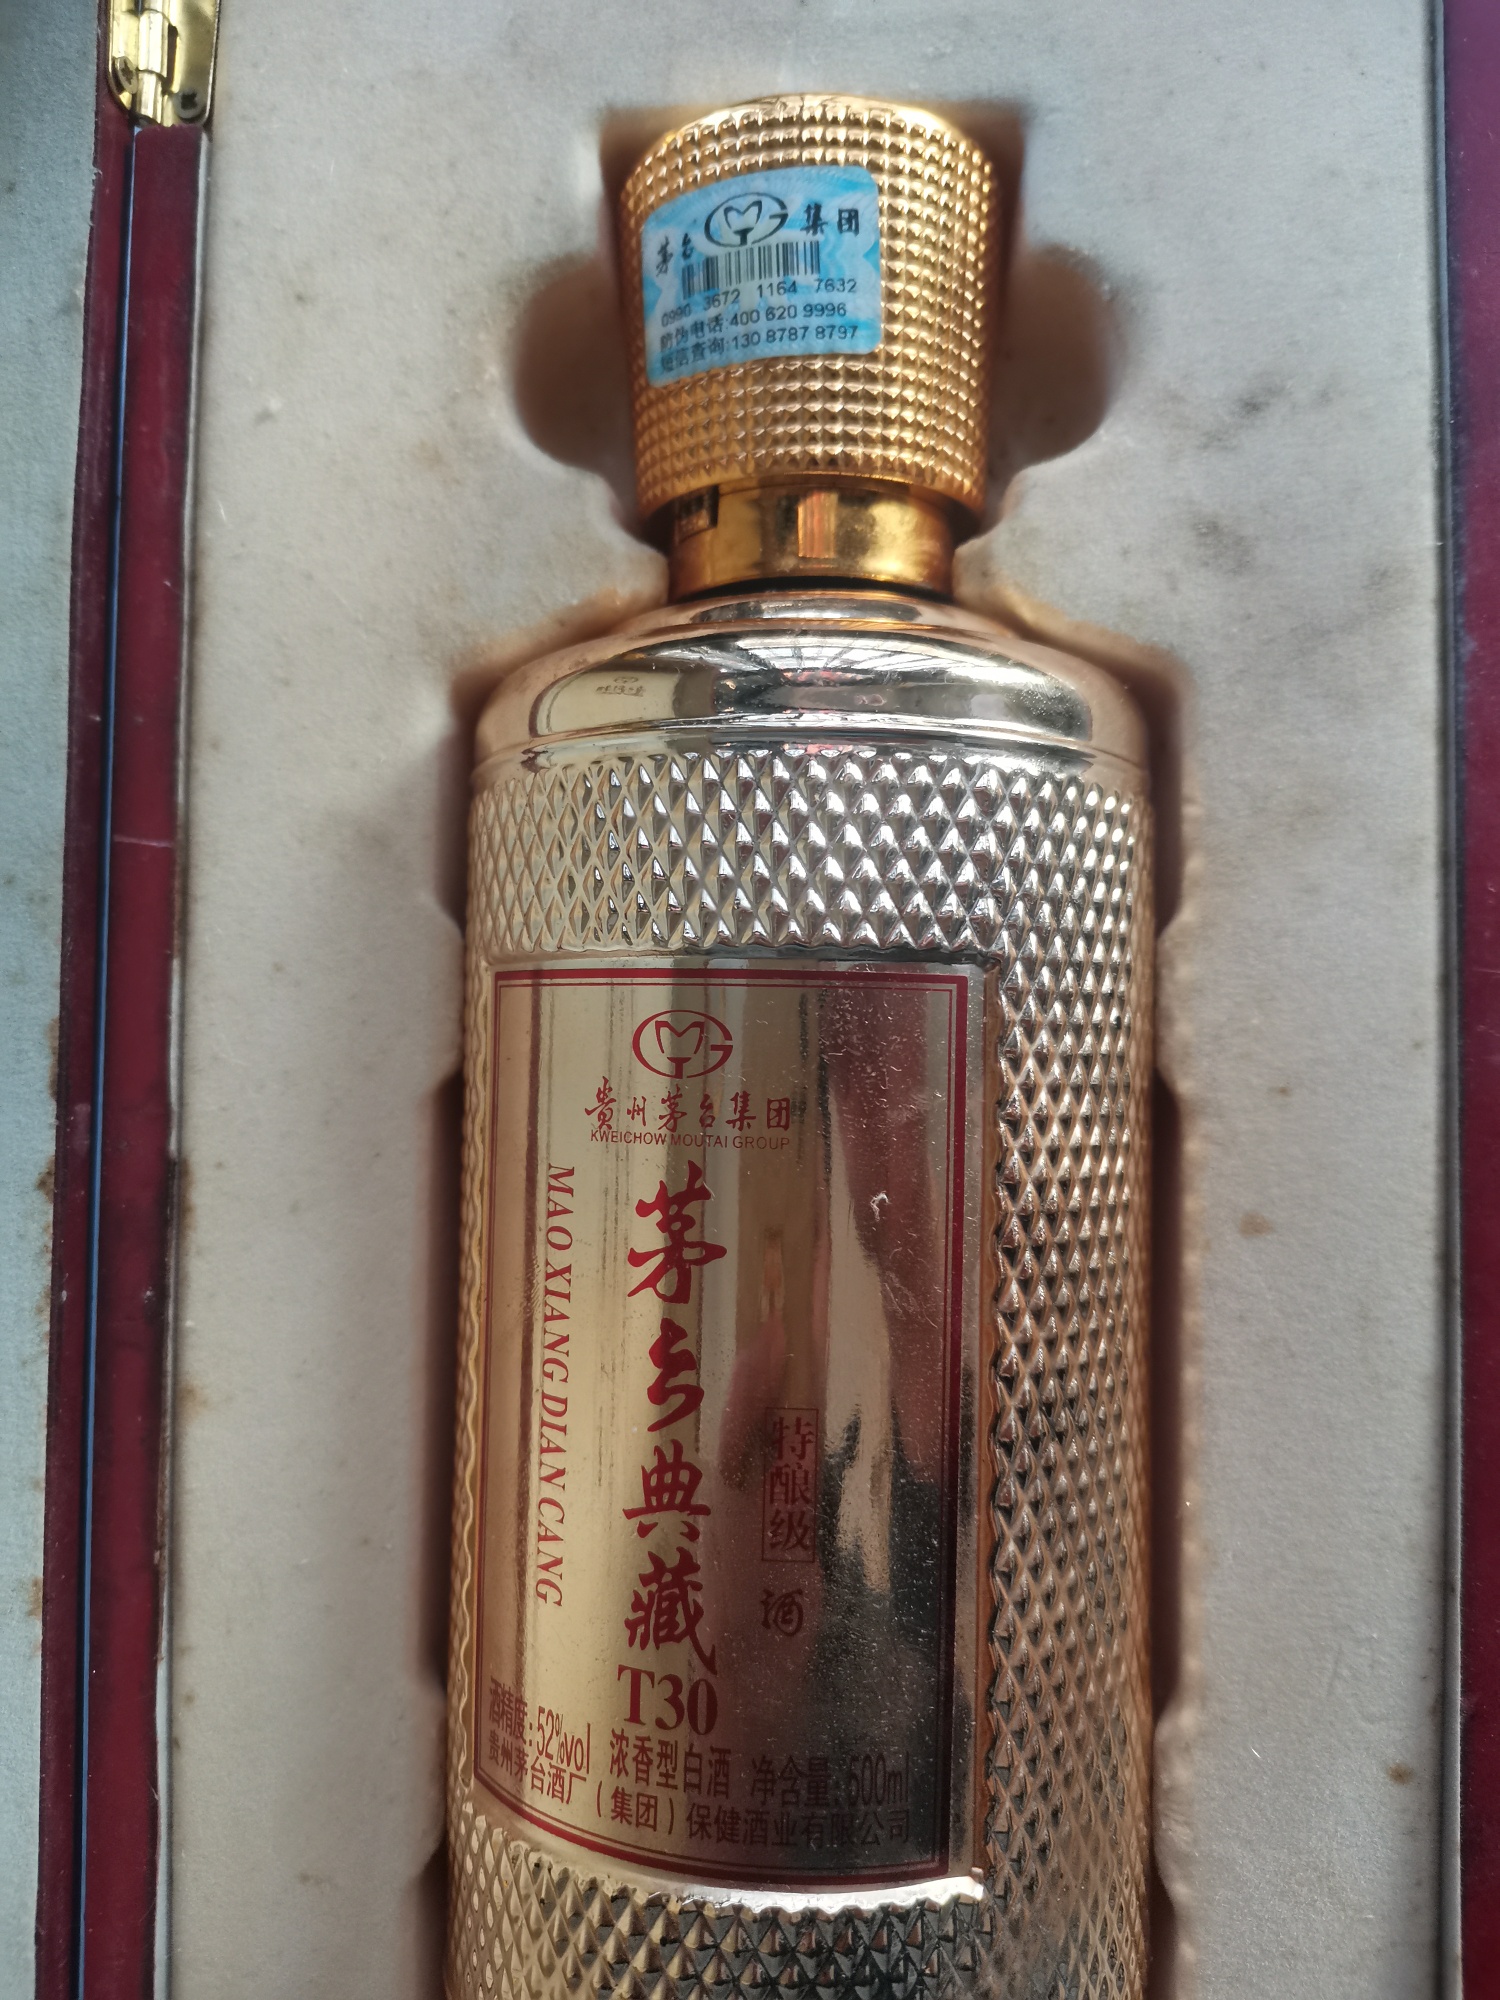 茅台 集团
0990 3672 1164 7632
防伪电话:400 620 9996
短信查询:130 8787 8797
贵州茅台集团
KWEICHOW MOUTAI GROUP
茅乡典藏
T30
MAO XIANG DIAN CANG
特酿级
酒
酒精度:52%vol 浓香型白酒 净含量:500ml
贵州茅台酒厂(集团)保健酒业有限公司